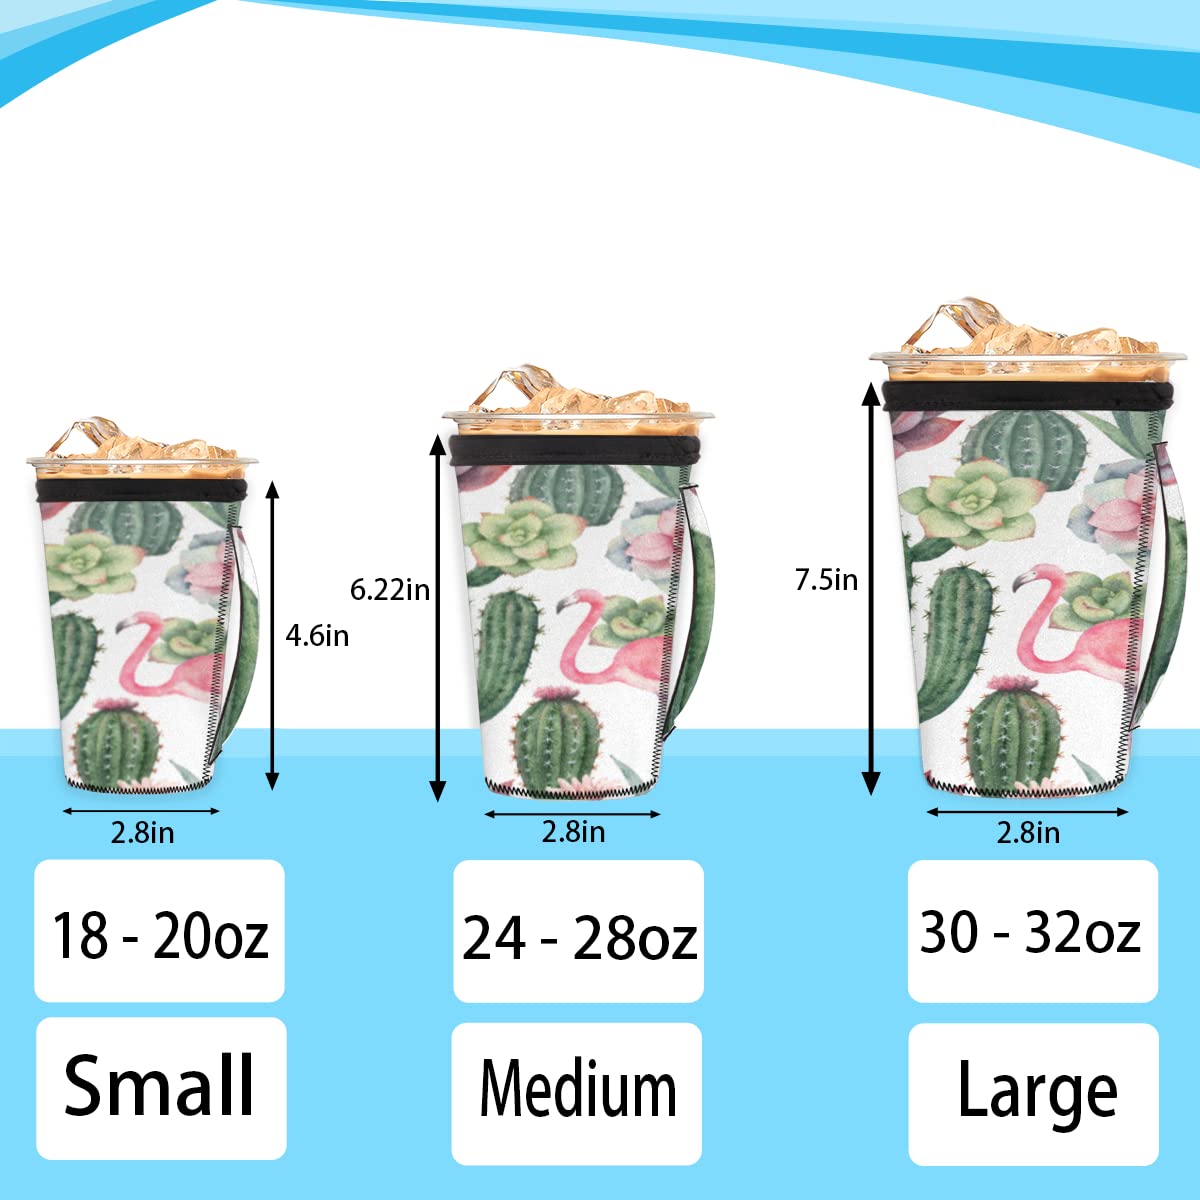 4.6in
2.8in
6.22in
2.8in
7.5in
2.8in
18 - 20oz
24 - 28oz
30 - 32oz
Small
Medium
Large